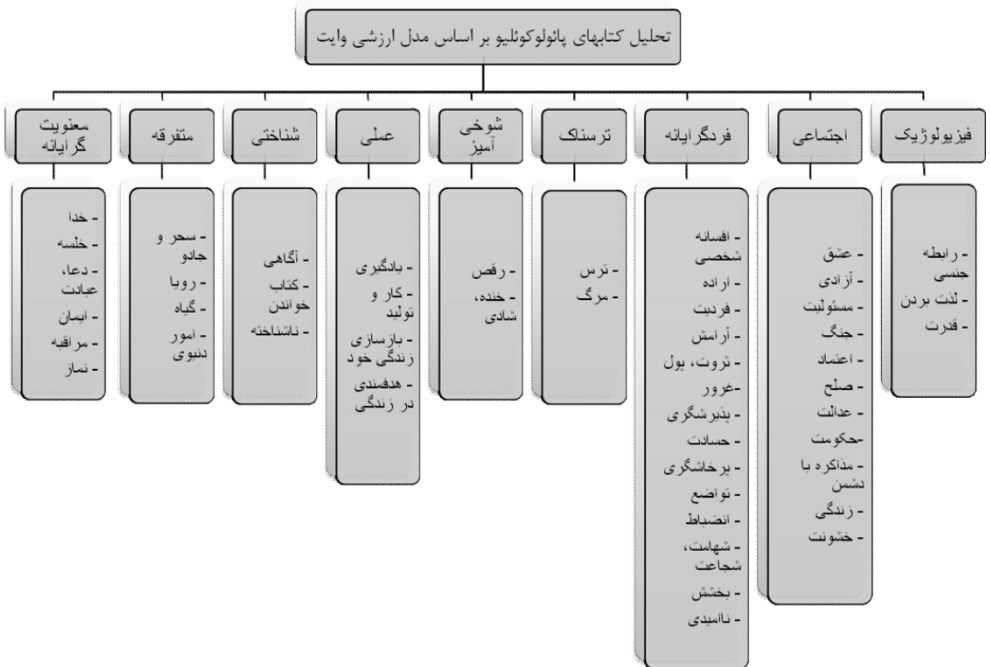 تحلیل کتابهای پائولوکوئلیو بر اساس مدل ارزشی وایت
فیزیولوژیک
- رابطه
جنسی
- لذت بردن
- قدرت
اجتماعی
- عشق
- آزادی
- مسئولیت
- جنگ
- اعتماد
- صلح
- عدالت
-حکومت
- مذاکره با
دشمن
- زندگی
- خشونت
فردگرایانه
- افسانه
شخصی
- اراده
- فردیت
- آرامش
- ثروت، پول
-غرور
- پذیرشگری
- حسادت
- پرخاشگری
- تواضع
- انضباط
- شهامت،
شجاعت
- بخشش
- ناامیدی
ترسناک
- ترس
- مرگ
شوخی
آمیز
- رقص
- خنده،
شادی
عملی
- یادگیری
- کار و
تولید
- بازسازی
زندگی خود
- هدفمندی
در زندگی
شناختی
- آگاهی
- کتاب
خواندن
- ناشناخته
متفرقه
- سحر و
جادو
- رویا
- گیاه
- امور
دنیوی
معنویت
گرایانه
- خدا
- خلسه
- دعا،
عبادت
- ایمان
- مراقبه
- نماز